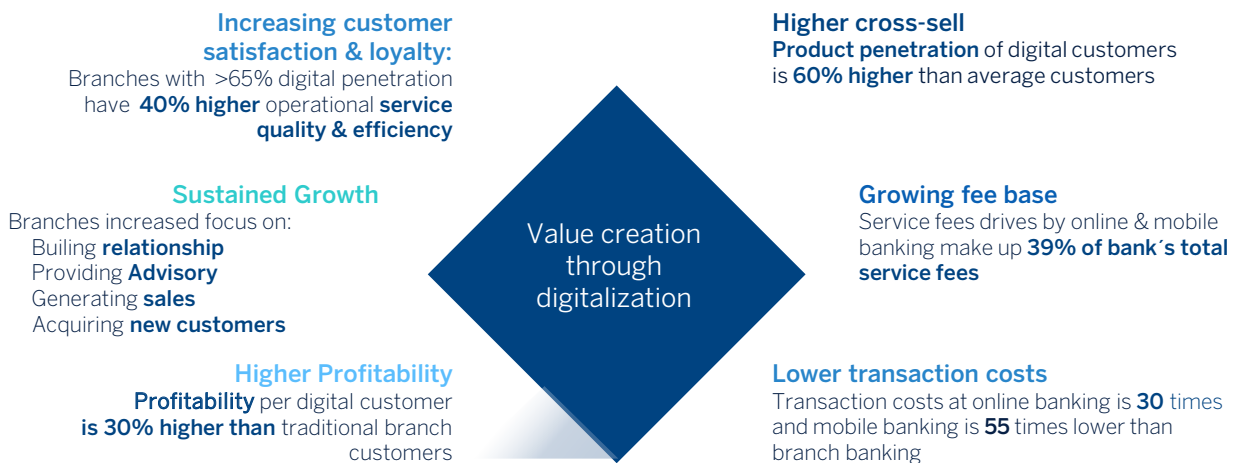 Increasing customer
satisfaction & loyalty:
Branches with >65% digital penetration
have 40% higher operational service
quality & efficiency
Sustained Growth
Branches increased focus on:
Builing relationship
Providing Advisory
Generating sales
Acquiring new customers
Higher Profitability
Profitability per digital customer
is 30% higher than traditional branch
customers
Value creation
through
digitalization
Higher cross-sell
Product penetration of digital customers
is 60% higher than average customers
Growing fee base
Service fees drives by online & mobile
banking make up 39% of bank´s total
service fees
Lower transaction costs
Transaction costs at online banking is 30 times
and mobile banking is 55 times lower than
branch banking